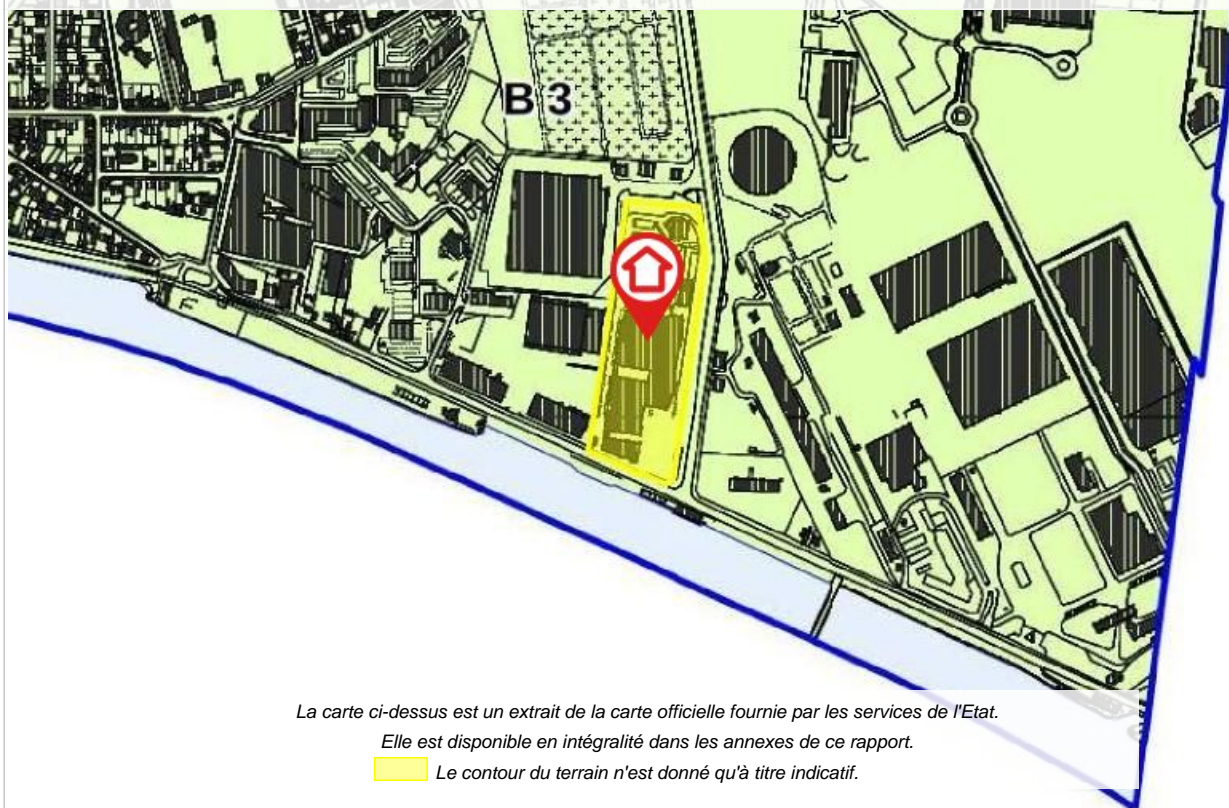 B 3
La carte ci-dessus est un extrait de la carte officielle fournie par les services de l'Etat.
Elle est disponible en intégralité dans les annexes de ce rapport.
Le contour du terrain n'est donné qu'à titre indicatif.